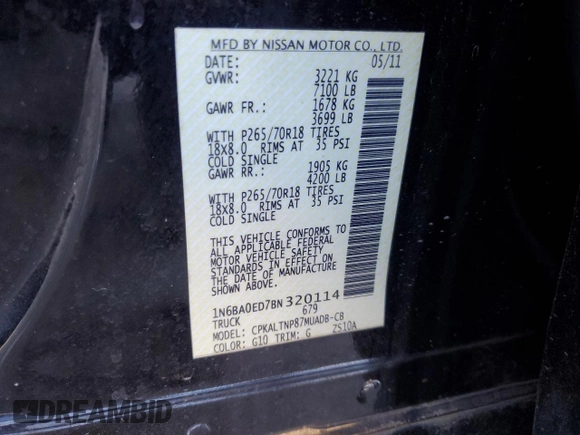 MFD BY NISSAN MOTOR CO., LTD.
DATE: 05/11
GVWR: 3221 KG
7100 LB
GAWR FR.: 1678 KG
3699 LB
WITH P265/70R18 TIRES
18X8.0 RIMS AT 35 PSI
COLD SINGLE
GAWR RR.: 1905 KG
4200 LB
WITH P265/70R18 TIRES
18X8.0 RIMS AT 35 PSI
COLD SINGLE
THIS VEHICLE CONFORMS TO
ALL APPLICABLE FEDERAL
MOTOR VEHICLE SAFETY
STANDARDS IN EFFECT ON
THE DATE OF MANUFACTURE
SHOWN ABOVE.
1N6BA0ED7BN320114
TRUCK 679
MODEL: CPKALTNP87MUADB-CB
COLOR: G10 TRIM: G ZS10A
DREAMBID